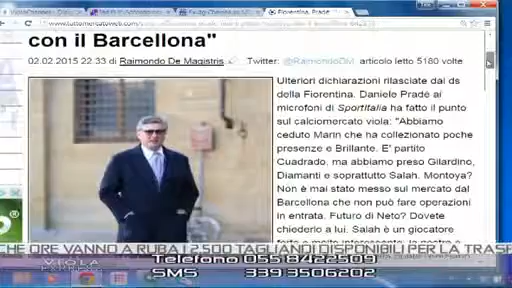 Fiorentina, Pradè
www.tuttomercatoweb.com
con il Barcellona"
02.02.2015 22.33 di Raimondo De Magistris
Twitter: @RaimondoDM
articolo letto 5180 volte
Ulteriori dichiarazioni rilasciate dal ds
della Fiorentina. Daniele Pradè ai
microfoni di Sportitalia ha fatto il punto
sul calciomercato viola: "Abbiamo
ceduto Marin che ha collezionato poche
presenze e Brillante. E' partito
Cuadrado, ma abbiamo preso Gilardino,
Diamanti e soprattutto Salah. Montoya?
Non è mai stato messo sul mercato dal
Barcellona che non può fare operazioni
in entrata. Futuro di Neto? Dovete
chiederlo a lui. Salah è un giocatore
CHE ORE VANNO A RUBA I 2.500 TAGLIANDI DISPONIBILI PER LA TRASF
Telefono 055 8422509
VIOLA
SMS 339 3506202